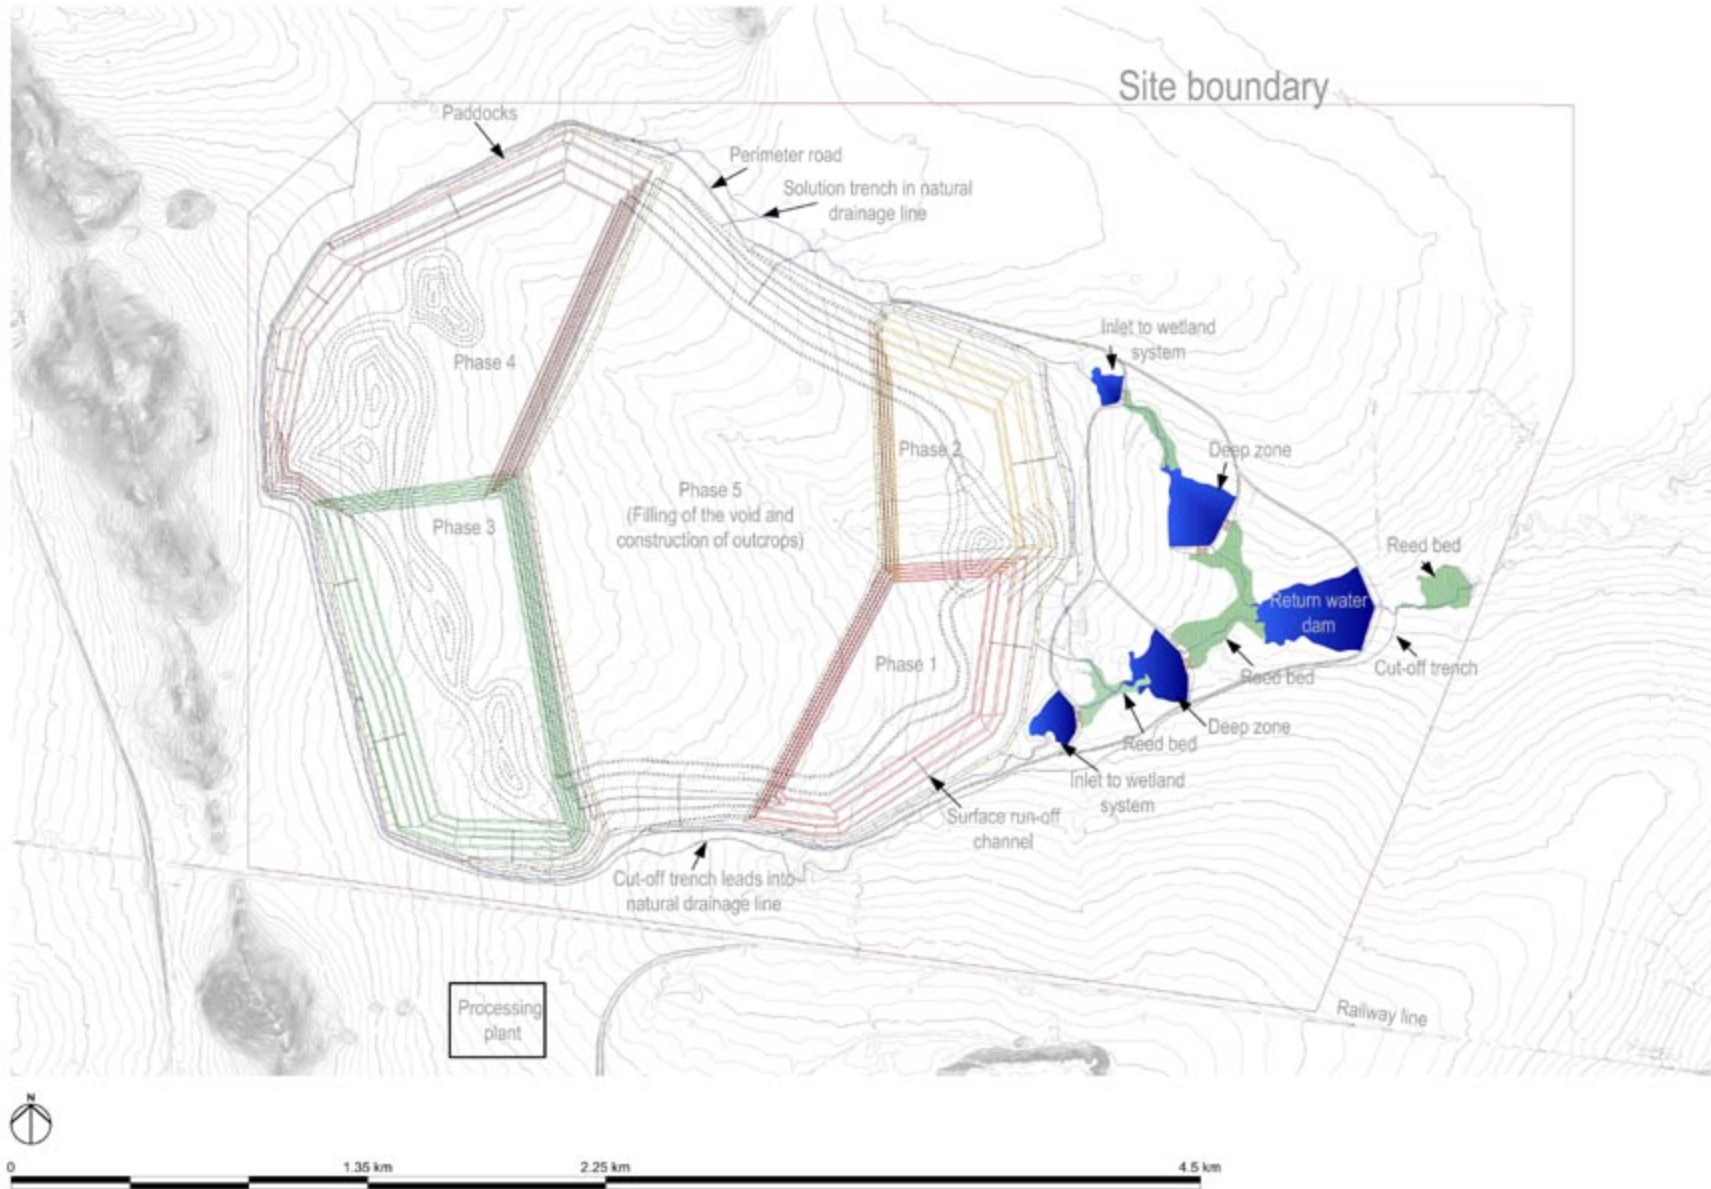 Site boundary
Paddocks
Perimeter road
Solution trench in natural
drainage line
Inlet to wetland
system
Phase 4
Phase 2
Deep zone
Phase 5
(Filling of the void and
construction of outcrops)
Phase 3
Reed bed
Return water
dam
Phase 1
Cut-off trench
Reed bed
Deep zone
Reed bed
Inlet to wetland
system
Surface run-off
channel
Cut-off trench leads into
natural drainage line
Processing
plant
Railway line
N
0
1.35 km
2.25 km
4.5 km